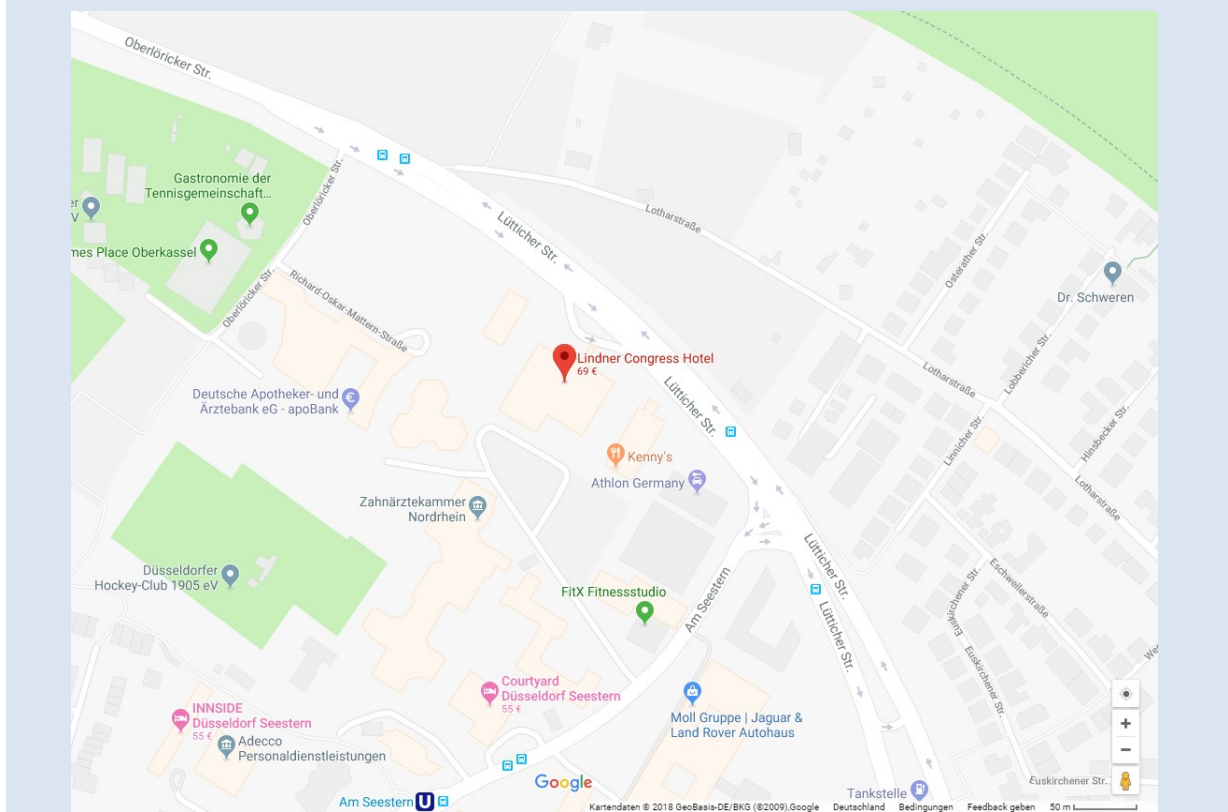 Oberlöricker Str.
Gastronomie der
Tennisgemeinschaft...
Oberlöricker Str.
er
V
mes Place Oberkassel
Oberlöricker Str.
Richard-Oskar-Mattern-Straße
Lütticher Str.
Lotharstraße
Osterather Str.
Dr. Schweren
Lobbericher Str.
Lindner Congress Hotel
69 €
Lütticher Str.
Lotharstraße
Linnicher Str.
Hinsbecker Str.
Lotharstraße
Deutsche Apotheker- und
Ärztebank eG - apoBank
Kenny's
Athlon Germany
Zahnärztekammer
Nordrhein
Lütticher Str.
Düsseldorfer
Hockey-Club 1905 eV
FitX Fitnessstudio
Am Seestern
Lütticher Str.
Eschweilerstraße
Euskirchener Str.
Euskirchener Str.
We
Courtyard
Düsseldorf Seestern
55 €
INNSIDE
Düsseldorf Seestern
55 €
Adecco
Personaldienstleistungen
Moll Gruppe | Jaguar &
Land Rover Autohaus
Euskirchener Str.
Google
Tankstelle
Am Seestern U
Kartendaten © 2018 GeoBasis-DE/BKG (©2009),Google Deutschland Bedingungen Feedback geben 50 m